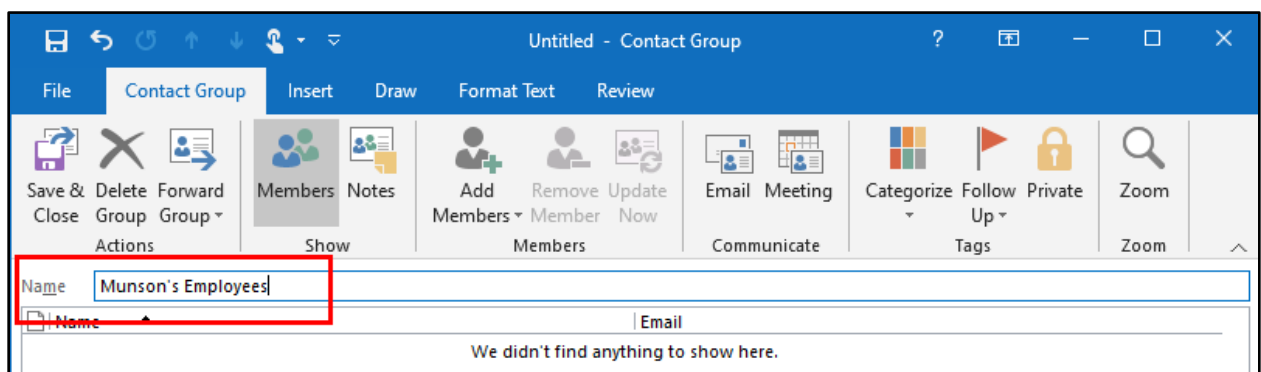 Untitled - Contact Group ?
File Contact Group Insert Draw Format Text Review
Save & Close
Delete Group
Forward Group
Members
Notes
Add Members
Remove Member
Update Now
Email
Meeting
Categorize
Follow Up
Private
Zoom
Actions Show Members Communicate Tags Zoom
Name Munson's Employees
Name Email
We didn't find anything to show here.